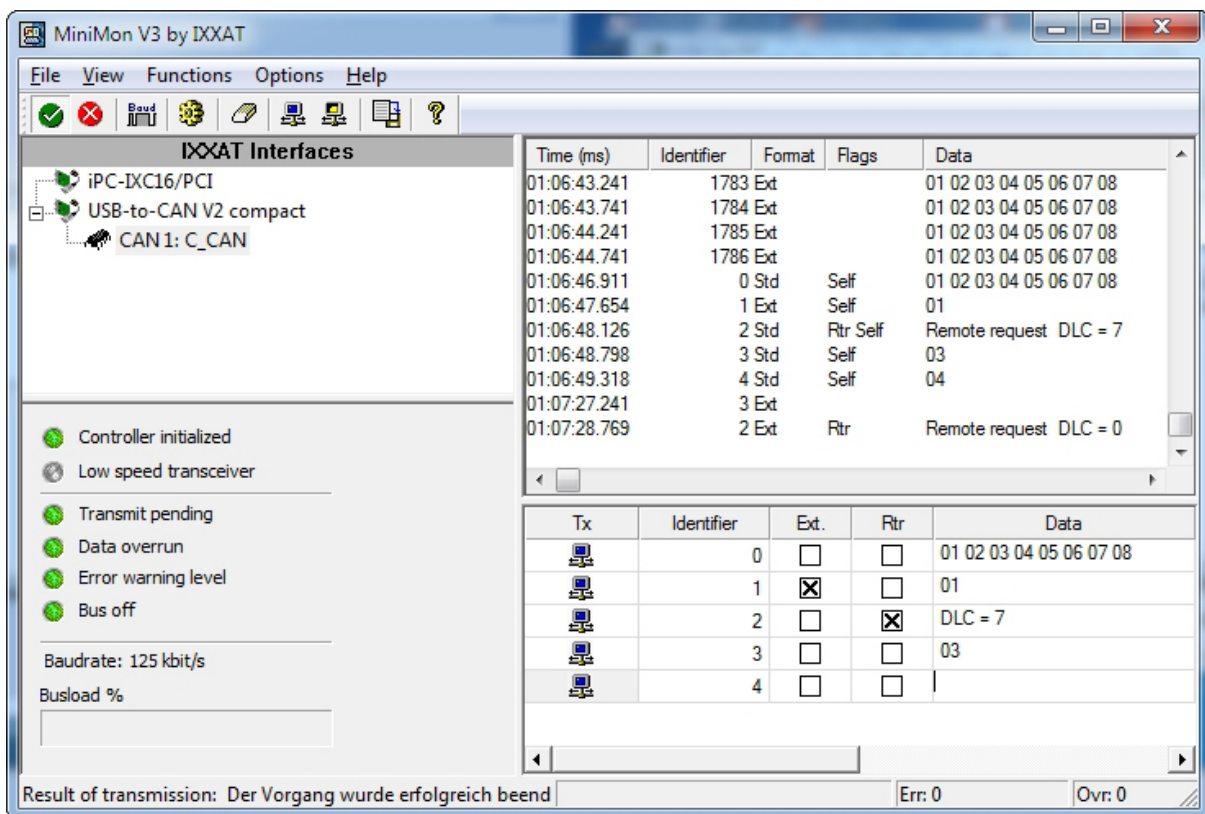 MiniMon V3 by IXXAT
File View Functions Options Help
Baud
IXXAT Interfaces
iPC-IXC16/PCI
USB-to-CAN V2 compact
CAN 1: C_CAN
Time (ms) Identifier Format Flags Data
01:06:43.241 1783 Ext 01 02 03 04 05 06 07 08
01:06:43.741 1784 Ext 01 02 03 04 05 06 07 08
01:06:44.241 1785 Ext 01 02 03 04 05 06 07 08
01:06:44.741 1786 Ext 01 02 03 04 05 06 07 08
01:06:46.911 0 Std Self 01 02 03 04 05 06 07 08
01:06:47.654 1 Ext Self 01
01:06:48.126 2 Std Rtr Self Remote request DLC = 7
01:06:48.798 3 Std Self 03
01:06:49.318 4 Std Self 04
01:07:27.241 3 Ext
01:07:28.769 2 Ext Rtr Remote request DLC = 0
Controller initialized
Low speed transceiver
Transmit pending
Data overrun
Error warning level
Bus off
Baudrate: 125 kbit/s
Busload %
Tx Identifier Ext. Rtr Data
0 01 02 03 04 05 06 07 08
1 01
2 DLC = 7
3 03
4
Result of transmission: Der Vorgang wurde erfolgreich beend
Err: 0 Ovr: 0